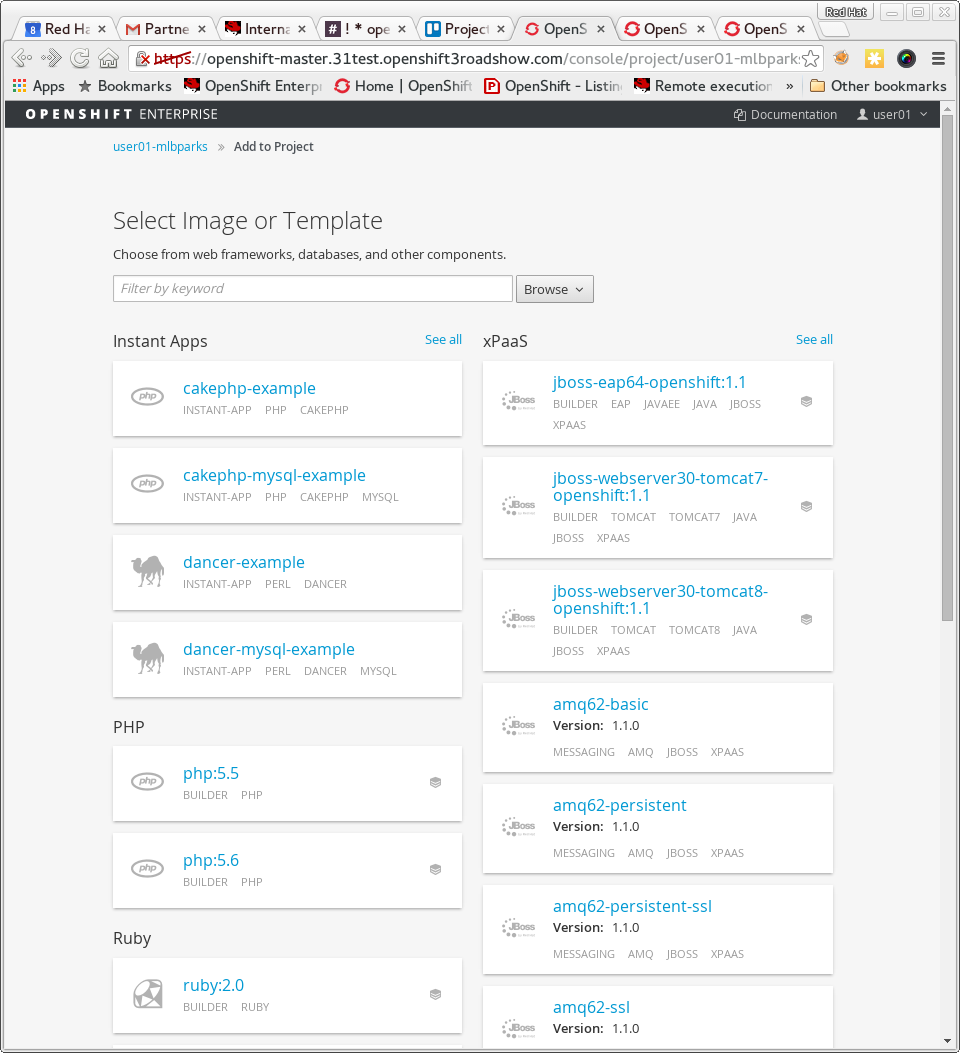 Red Hat
Red Ha
Partne
Interna
! * ope
Project
OpenS
OpenS
OpenS
https://openshift-master.31test.openshift3roadshow.com/console/project/user01-mlbparks
Apps Bookmarks OpenShift Enterpr Home | OpenShift OpenShift - Listin Remote execution » Other bookmarks
OPENSHIFT ENTERPRISE Documentation user01
user01-mlbparks » Add to Project
Select Image or Template
Choose from web frameworks, databases, and other components.
Filter by keyword Browse
Instant Apps See all
php
cakephp-example
INSTANT-APP PHP CAKEPHP
php
cakephp-mysql-example
INSTANT-APP PHP CAKEPHP MYSQL
dancer-example
INSTANT-APP PERL DANCER
dancer-mysql-example
INSTANT-APP PERL DANCER MYSQL
PHP
php
php:5.5
BUILDER PHP
php
php:5.6
BUILDER PHP
Ruby
ruby:2.0
BUILDER RUBY
xPaaS See all
JBoss
jboss-eap64-openshift:1.1
BUILDER EAP JAVAEE JAVA JBOSS
XPAAS
JBoss
jboss-webserver30-tomcat7-
openshift:1.1
BUILDER TOMCAT TOMCAT7 JAVA
JBOSS XPAAS
JBoss
jboss-webserver30-tomcat8-
openshift:1.1
BUILDER TOMCAT TOMCAT8 JAVA
JBOSS XPAAS
JBoss
amq62-basic
Version: 1.1.0
MESSAGING AMQ JBOSS XPAAS
JBoss
amq62-persistent
Version: 1.1.0
MESSAGING AMQ JBOSS XPAAS
JBoss
amq62-persistent-ssl
Version: 1.1.0
MESSAGING AMQ JBOSS XPAAS
JBoss
amq62-ssl
Version: 1.1.0